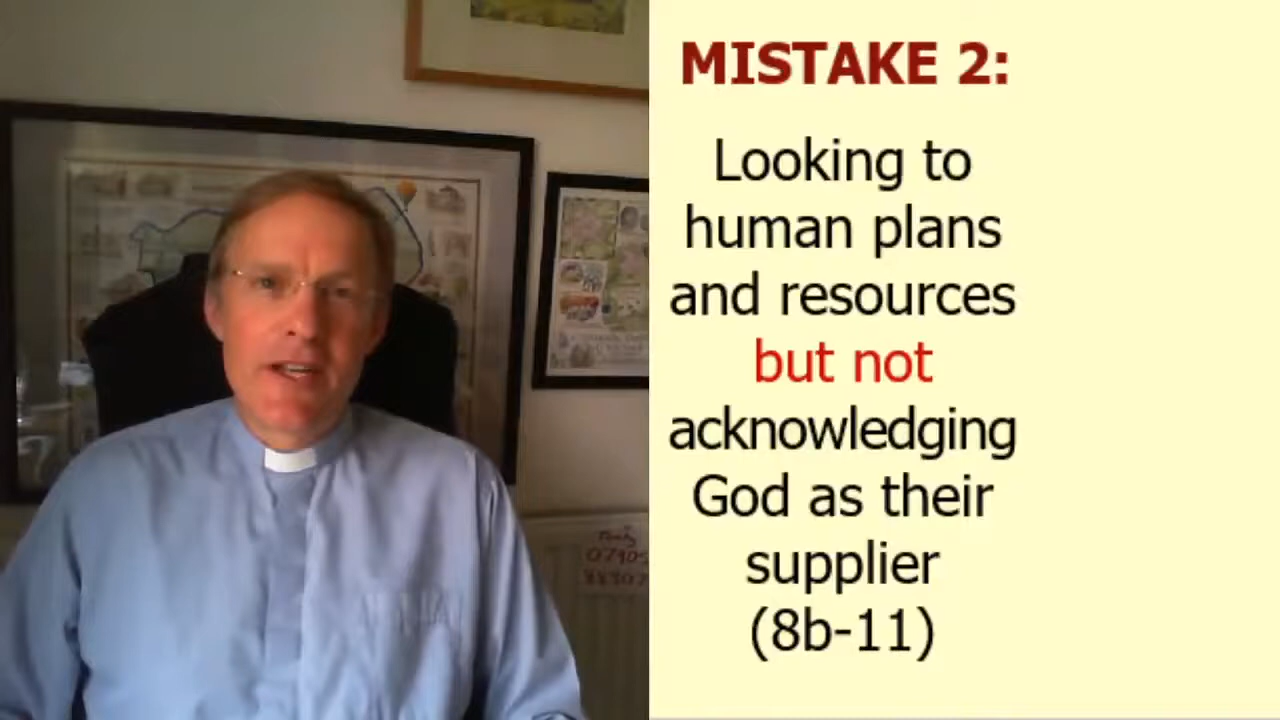 MISTAKE 2:
Looking to
human plans
and resources
but not
acknowledging
God as their
supplier
(8b-11)